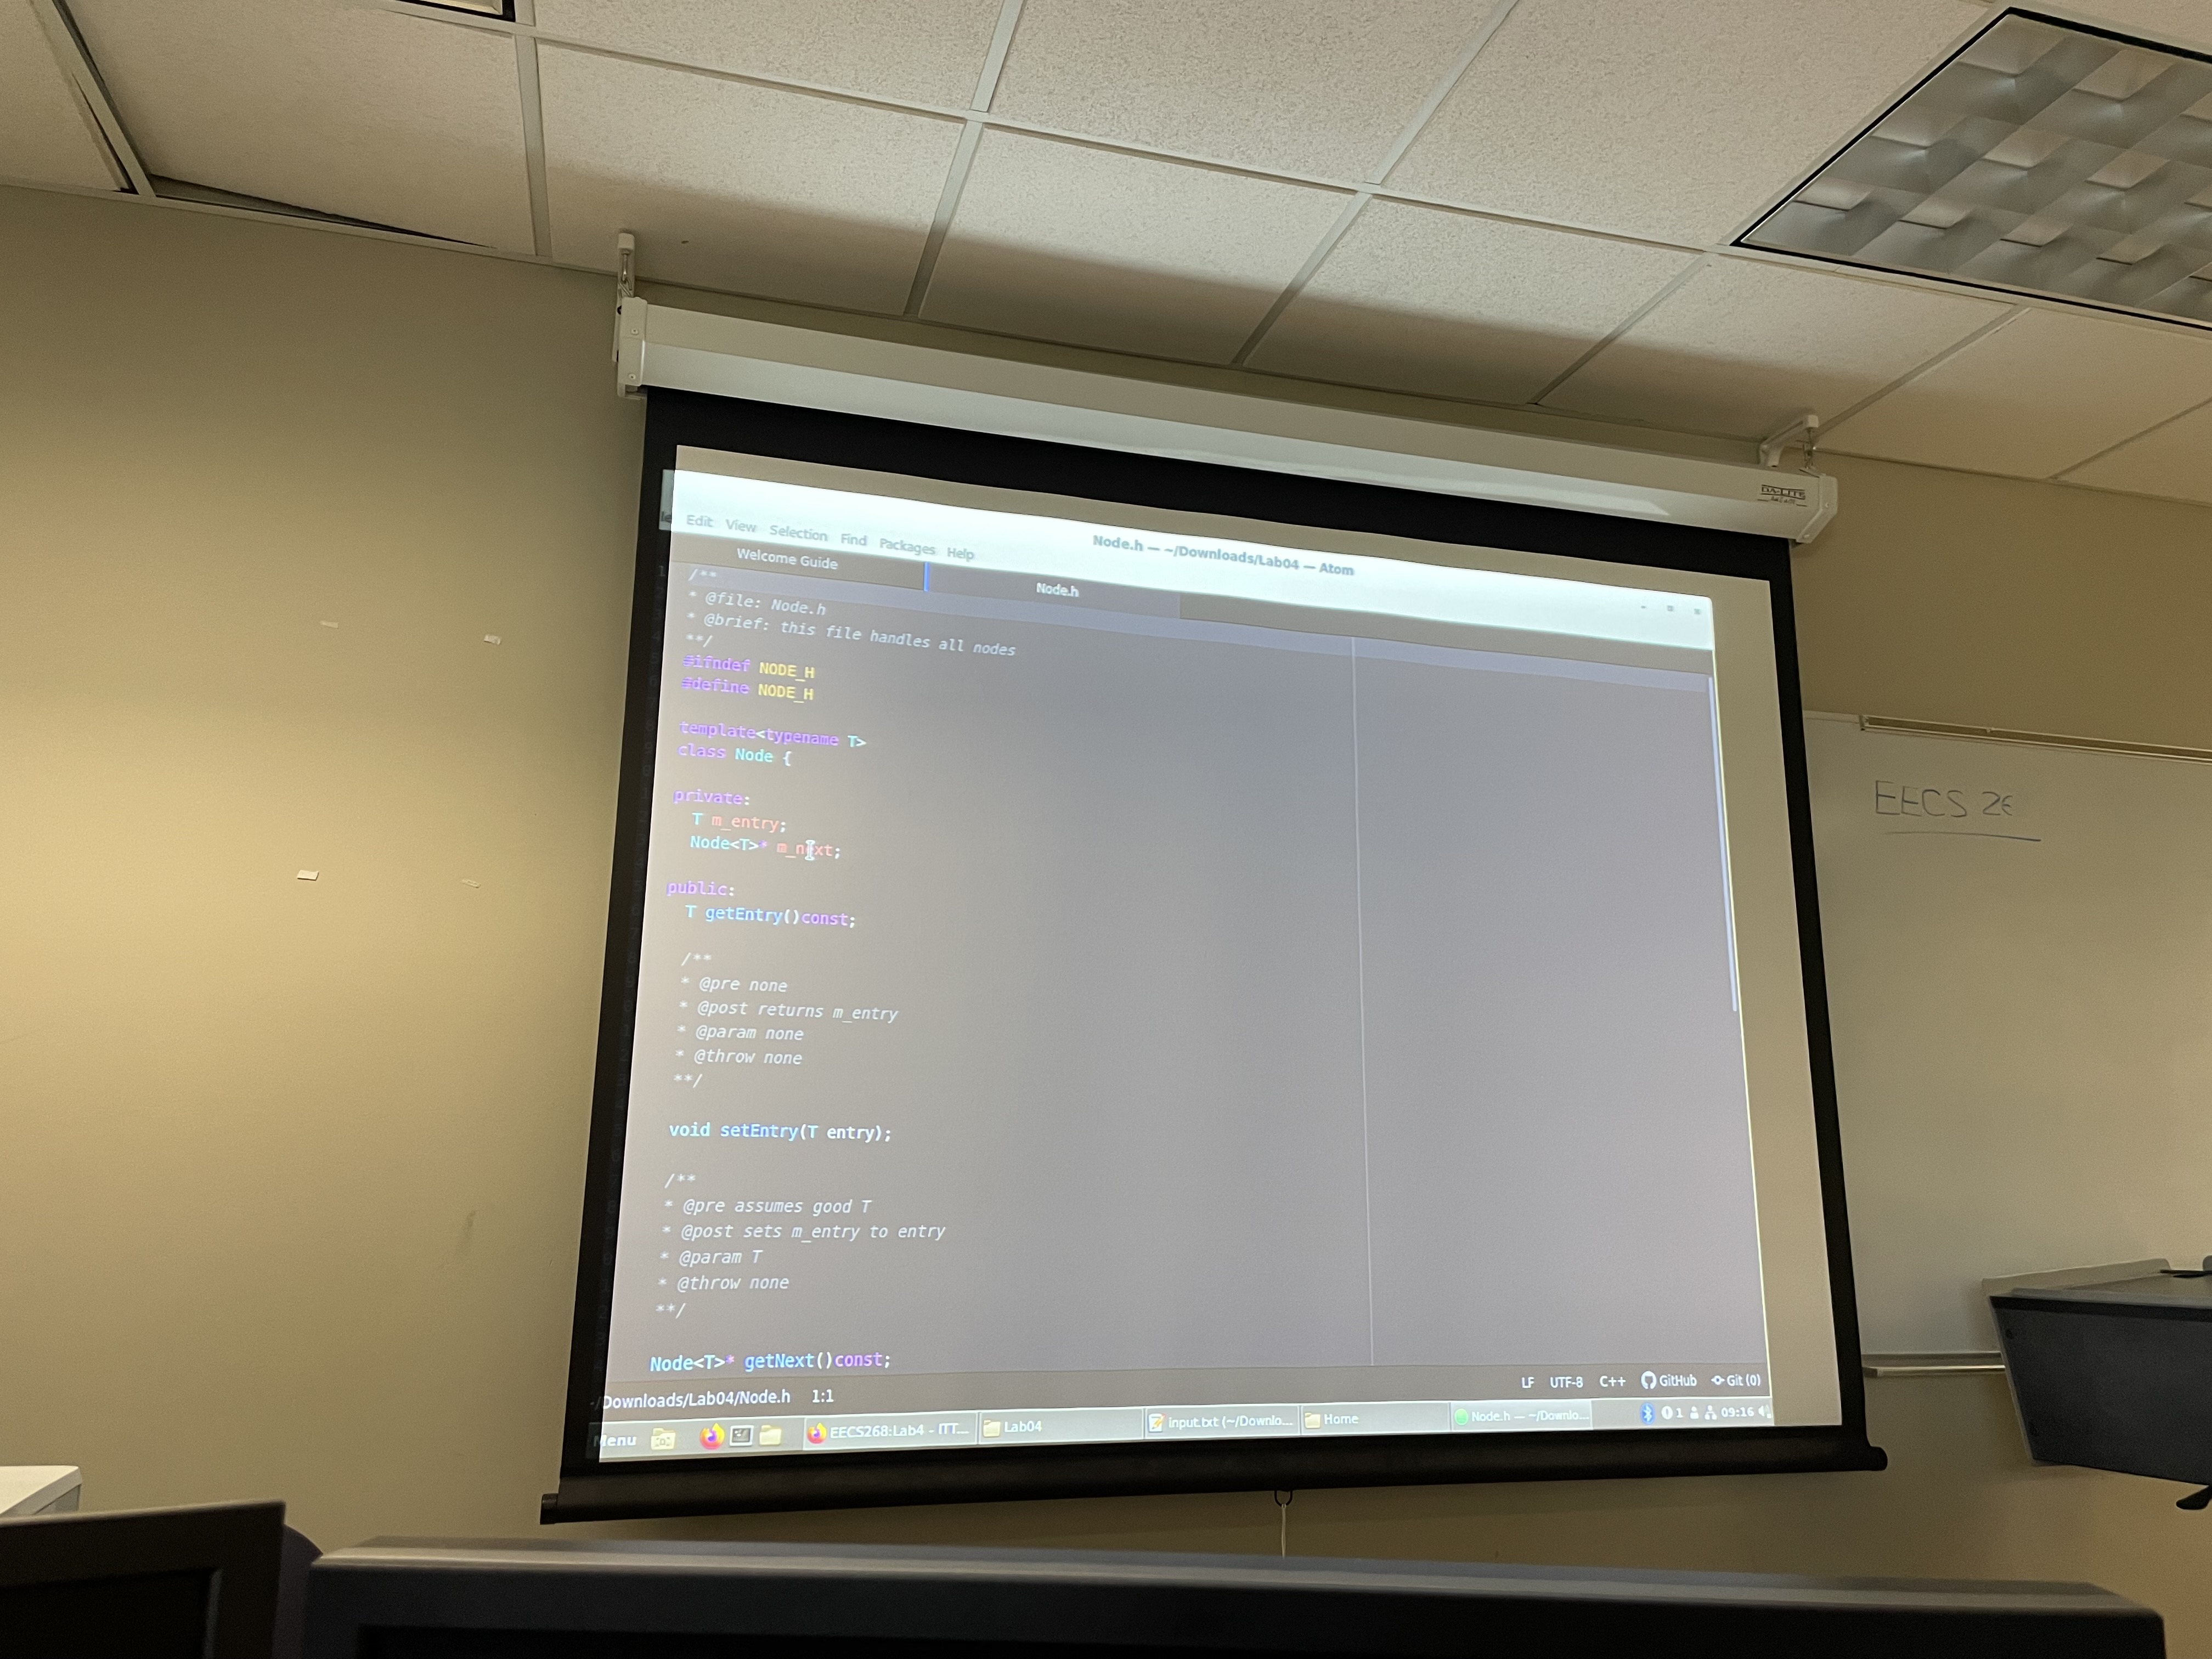 DA-LITE
Edit View Selection Find Packages Help
Node.h — ~/Downloads/Lab04 — Atom
Welcome Guide
Node.h
1
/**
* @file: Node.h
* @brief: this file handles all nodes
**/
#ifndef NODE_H
#define NODE_H
template<typename T>
class Node {
private:
T m_entry;
Node<T>* m_next;
public:
T getEntry()const;
/**
* @pre none
* @post returns m_entry
* @param none
* @throw none
**/
void setEntry(T entry);
/**
* @pre assumes good T
* @post sets m_entry to entry
* @param T
* @throw none
**/
Node<T>* getNext()const;
/Downloads/Lab04/Node.h 1:1
LF UTF-8 C++ GitHub Git (0)
Menu
EECS268:Lab4 - ITT...
Lab04
input.txt (~/Downlo...
Home
Node.h — ~/Downlo...
1 09:16
EECS 26